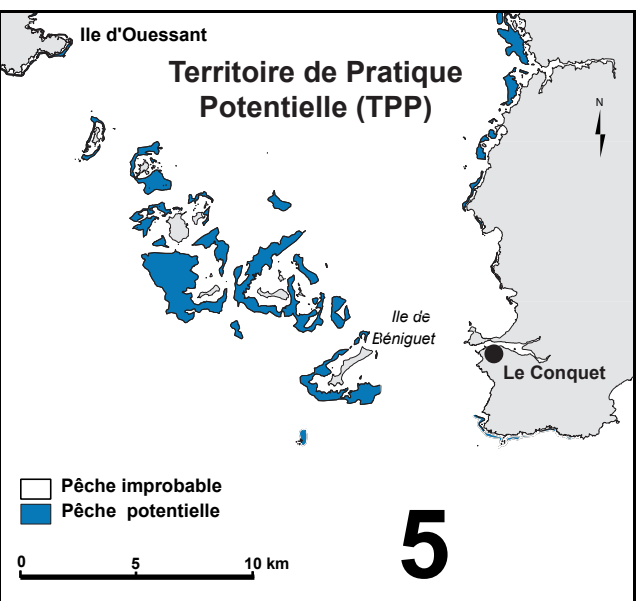 Ile d'Ouessant
Territoire de Pratique
Potentielle (TPP)
N
Ile de
Béniguet
Le Conquet
Pêche improbable
Pêche potentielle
0 5 10 km
5